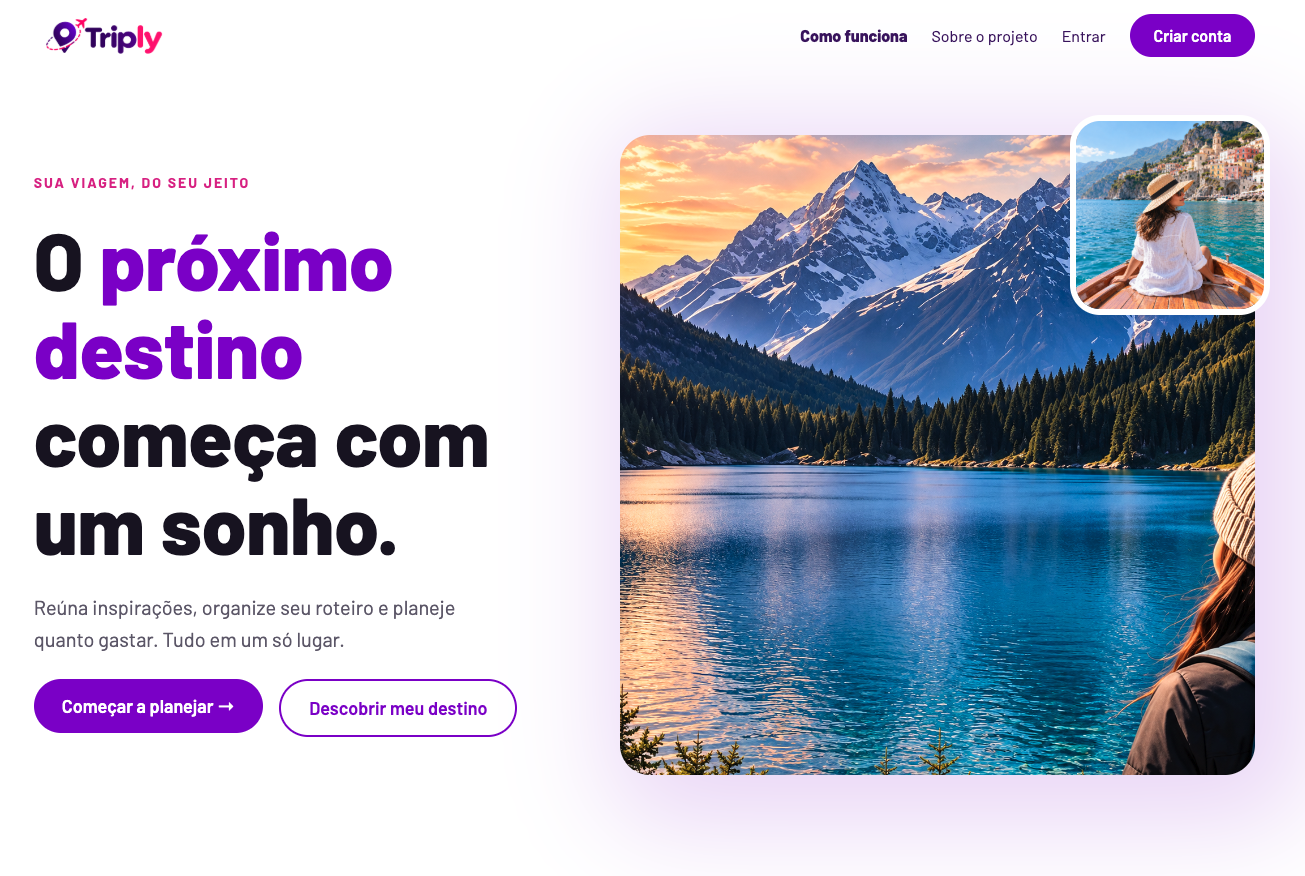 Triply
Como funciona
Sobre o projeto
Entrar
Criar conta
SUA VIAGEM, DO SEU JEITO
O próximo
destino
começa com
um sonho.
Reúna inspirações, organize seu roteiro e planeje
quanto gastar. Tudo em um só lugar.
Começar a planejar →
Descobrir meu destino